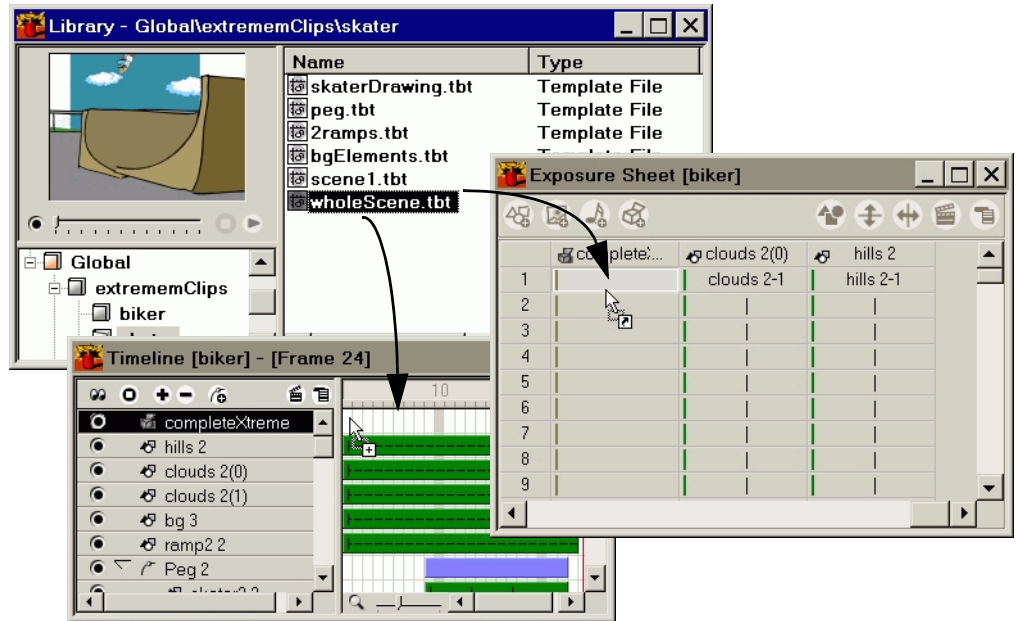 Library - Global\extrememClips\skater
Name Type
skaterDrawing.tbt Template File
peg.tbt Template File
2ramps.tbt Template File
bgElements.tbt
scene1.tbt
wholeScene.tbt
Global
extrememClips
biker
Exposure Sheet [biker]
clouds 2(0) hills 2
1 clouds 2-1 hills 2-1
2
3
4
5
6
7
8
9
Timeline [biker] - [Frame 24]
10
completeXtreme
hills 2
clouds 2(0)
clouds 2(1)
bg 3
ramp2 2
Peg 2